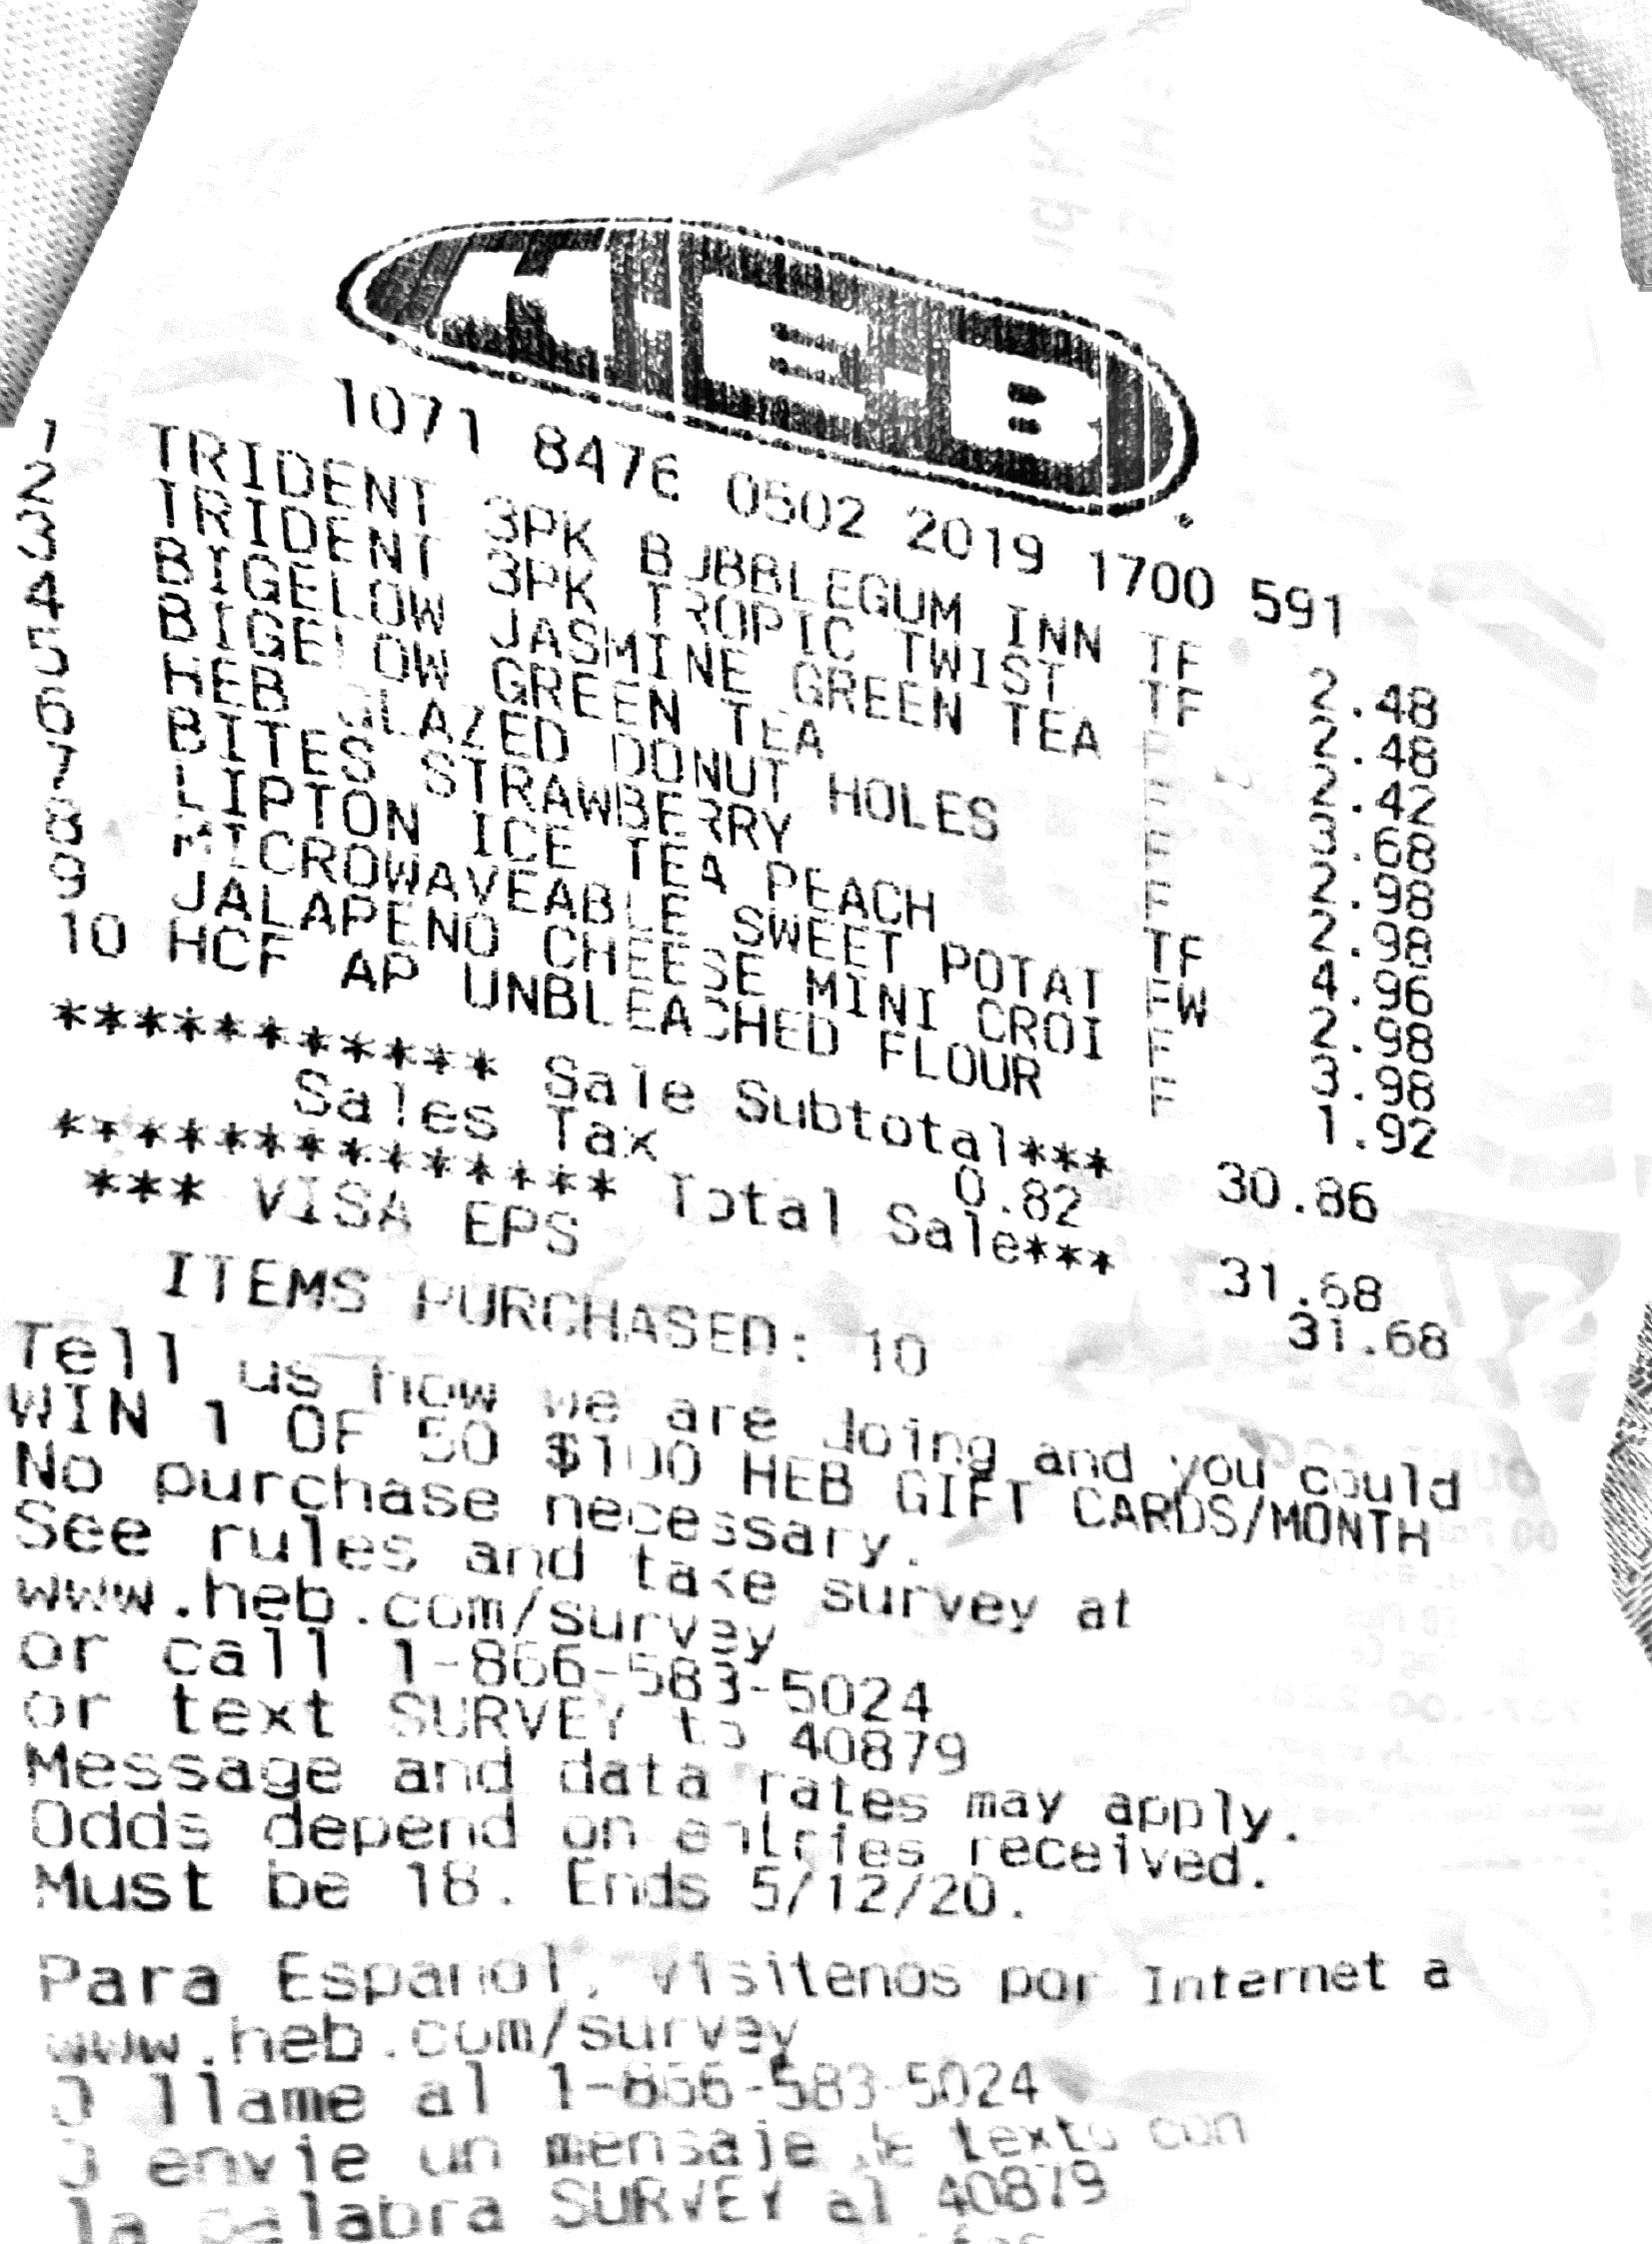 H-E-B
1071 8476 0502 2019 1700 591
1 TRIDENT 3PK BUBBLEGUM INN TF 2.48
2 TRIDENT 3PK TROPIC TWIST TF 2.48
3 BIGELOW JASMINE GREEN TEA F 2.42
4 BIGELOW GREEN TEA F 3.68
5 HEB GLAZED DONUT HOLES F 2.98
6 BITES STRAWBERRY F 2.98
7 LIPTON ICE TEA PEACH TF 4.96
8 MICROWAVEABLE SWEET POTAT FW 2.98
9 JALAPENO CHEESE MINI CROI F 3.98
10 HCF AP UNBLEACHED FLOUR F 1.92
*********** Sale Subtotal*** 30.86
Sales Tax 0.82
************** Total Sale*** 31.68
*** VISA EPS 31.68
ITEMS PURCHASED: 10
Tell us how we are doing and you could
WIN 1 OF 50 $100 HEB GIFT CARDS/MONTH
No purchase necessary.
See rules and take survey at
www.heb.com/survey
or call 1-866-583-5024
or text SURVEY to 40879
Message and data rates may apply.
Odds depend on entries received.
Must be 18. Ends 5/12/20.
Para Espanol, visitenos por Internet a
www.heb.com/survey
O llame al 1-866-583-5024
O envie un mensaje de texto con
la palabra SURVEY al 40879